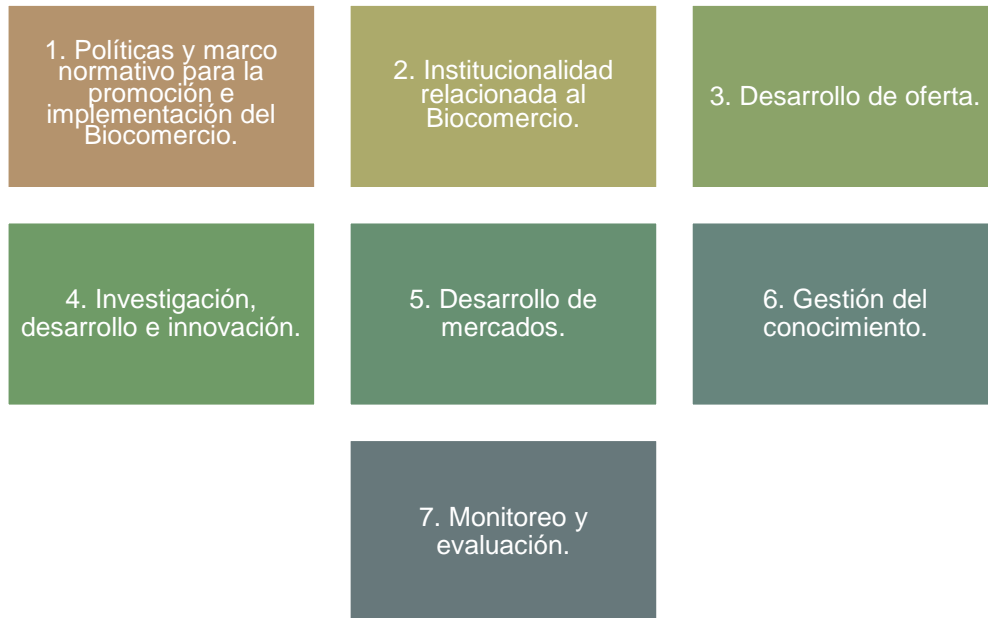 1. Políticas y marco
normativo para la
promoción e
implementación del
Biocomercio.
2. Institucionalidad
relacionada al
Biocomercio.
3. Desarrollo de oferta.
4. Investigación,
desarrollo e innovación.
5. Desarrollo de
mercados.
6. Gestión del
conocimiento.
7. Monitoreo y
evaluación.